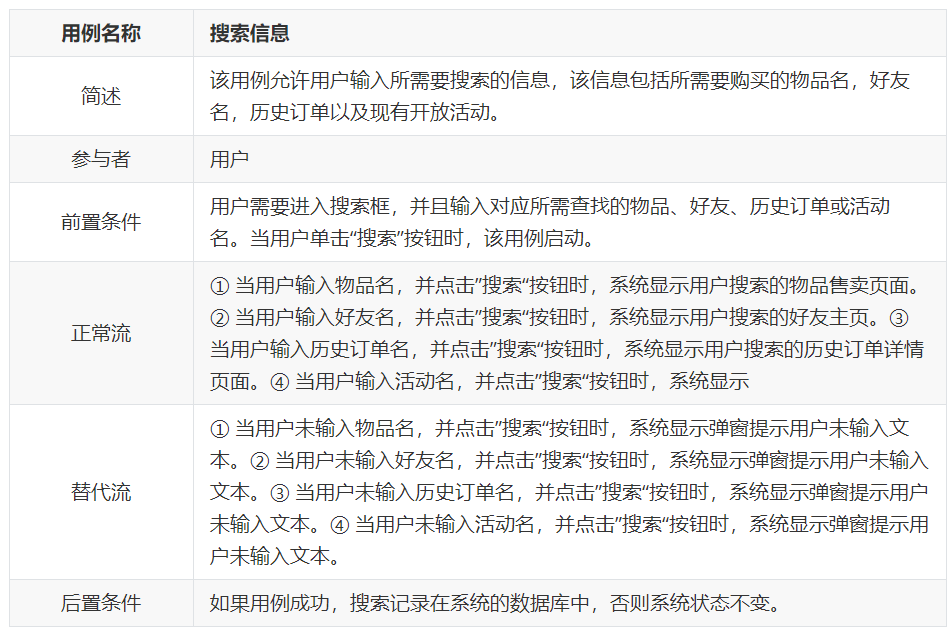 用例名称
搜索信息
简述
该用例允许用户输入所需要搜索的信息，该信息包括所需要购买的物品名，好友
名，历史订单以及现有开放活动。
参与者
用户
前置条件
用户需要进入搜索框，并且输入对应所需查找的物品、好友、历史订单或活动
名。当用户单击“搜索”按钮时，该用例启动。
正常流
① 当用户输入物品名，并点击”搜索“按钮时，系统显示用户搜索的物品售卖页面。
② 当用户输入好友名，并点击”搜索“按钮时，系统显示用户搜索的好友主页。③
当用户输入历史订单名，并点击”搜索“按钮时，系统显示用户搜索的历史订单详情
页面。④ 当用户输入活动名，并点击”搜索“按钮时，系统显示
替代流
① 当用户未输入物品名，并点击”搜索“按钮时，系统显示弹窗提示用户未输入文
本。② 当用户未输入好友名，并点击”搜索“按钮时，系统显示弹窗提示用户未输入
文本。③ 当用户未输入历史订单名，并点击”搜索“按钮时，系统显示弹窗提示用户
未输入文本。④ 当用户未输入活动名，并点击”搜索“按钮时，系统显示弹窗提示用
户未输入文本。
后置条件
如果用例成功，搜索记录在系统的数据库中，否则系统状态不变。